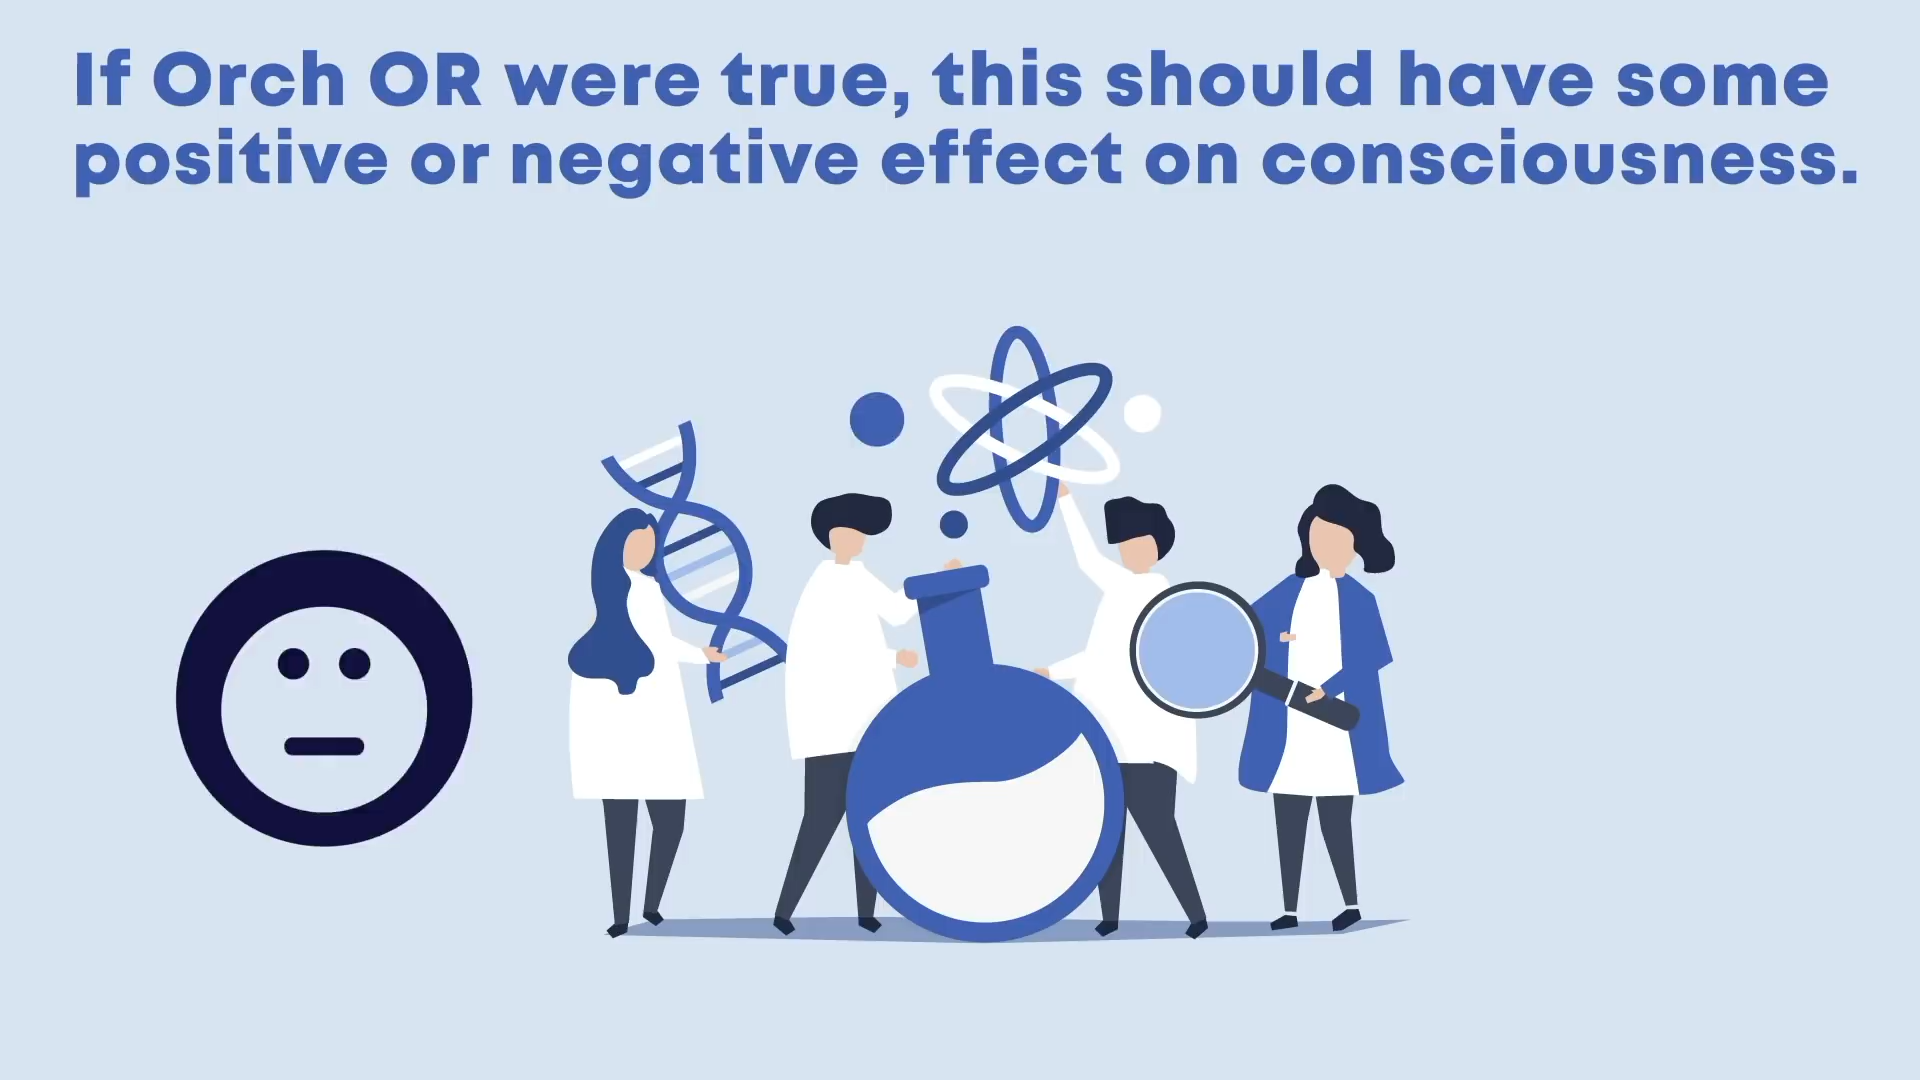 If Orch OR were true, this should have some
positive or negative effect on consciousness.